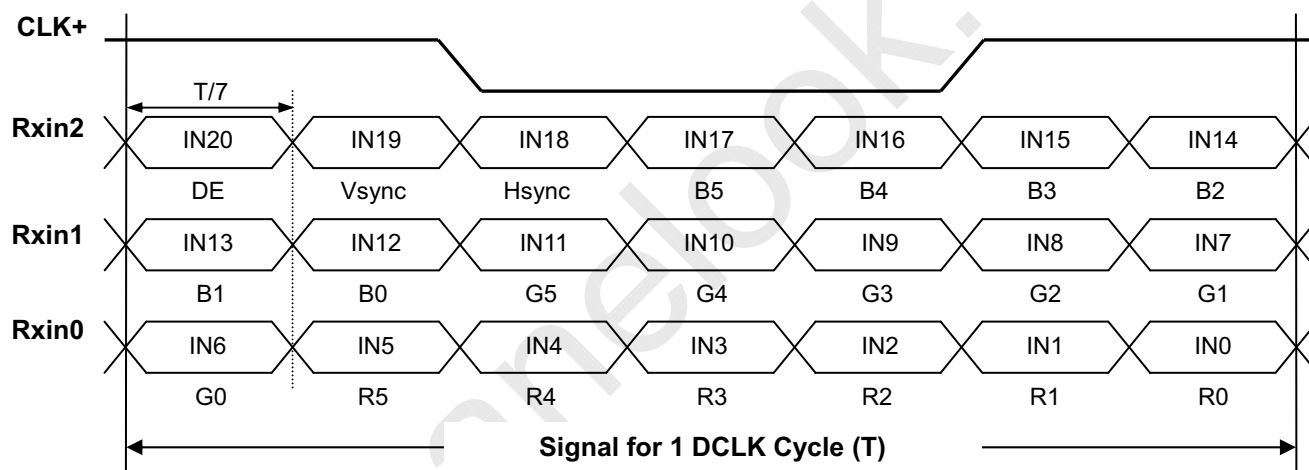 CLK+
T/7
Rxin2 IN20 IN19 IN18 IN17 IN16 IN15 IN14
DE Vsync Hsync B5 B4 B3 B2
Rxin1 IN13 IN12 IN11 IN10 IN9 IN8 IN7
B1 B0 G5 G4 G3 G2 G1
Rxin0 IN6 IN5 IN4 IN3 IN2 IN1 IN0
G0 R5 R4 R3 R2 R1 R0
Signal for 1 DCLK Cycle (T)